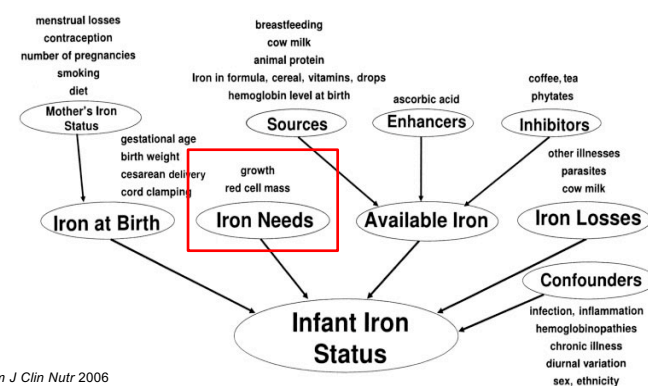 menstrual losses
contraception
number of pregnancies
smoking
diet
Mother's Iron
Status
gestational age
birth weight
cesarean delivery
cord clamping
Iron at Birth
growth
red cell mass
Iron Needs
breastfeeding
cow milk
animal protein
Iron in formula, cereal, vitamins, drops
hemoglobin level at birth
Sources
ascorbic acid
Enhancers
coffee, tea
phytates
Inhibitors
Available Iron
other illnesses
parasites
cow milk
Iron Losses
Confounders
infection, inflammation
hemoglobinopathies
chronic illness
diurnal variation
sex, ethnicity
Infant Iron
Status
J Clin Nutr 2006